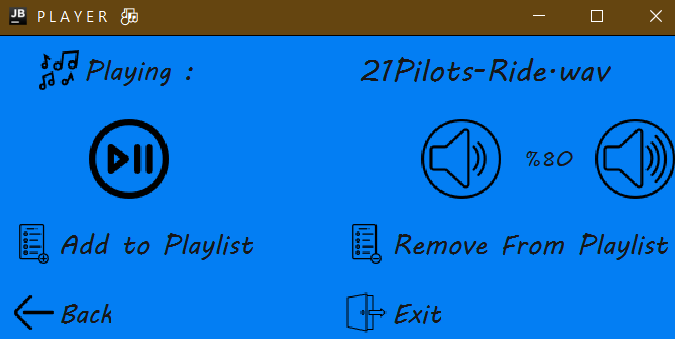 JB PLAYER
Playing : 21Pilots-Ride.wav
%80
Add to Playlist Remove From Playlist
Back Exit